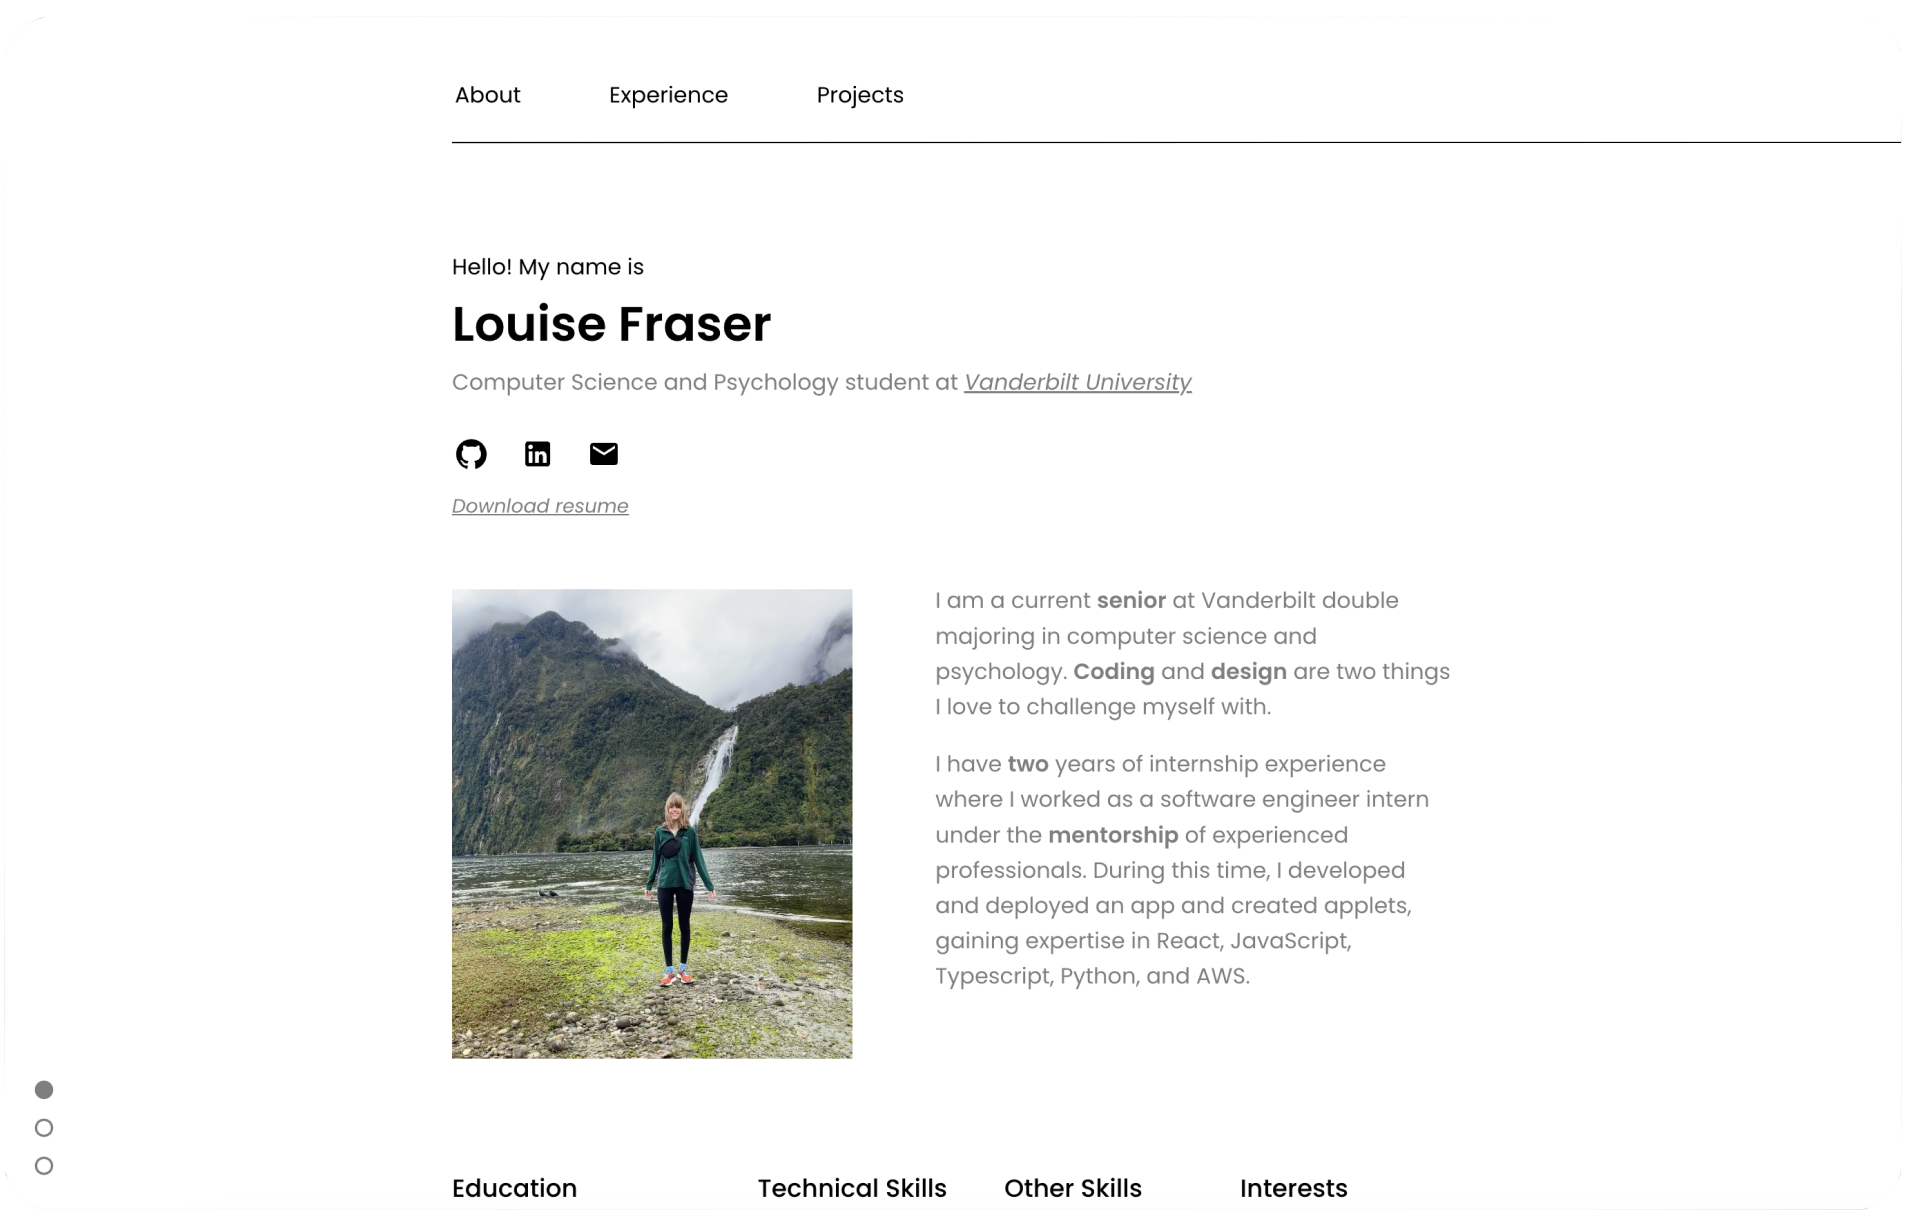 About Experience Projects
Hello! My name is
Louise Fraser
Computer Science and Psychology student at Vanderbilt University
in
Download resume
I am a current senior at Vanderbilt double
majoring in computer science and
psychology. Coding and design are two things
I love to challenge myself with.
I have two years of internship experience
where I worked as a software engineer intern
under the mentorship of experienced
professionals. During this time, I developed
and deployed an app and created applets,
gaining expertise in React, JavaScript,
Typescript, Python, and AWS.
Education Technical Skills Other Skills Interests